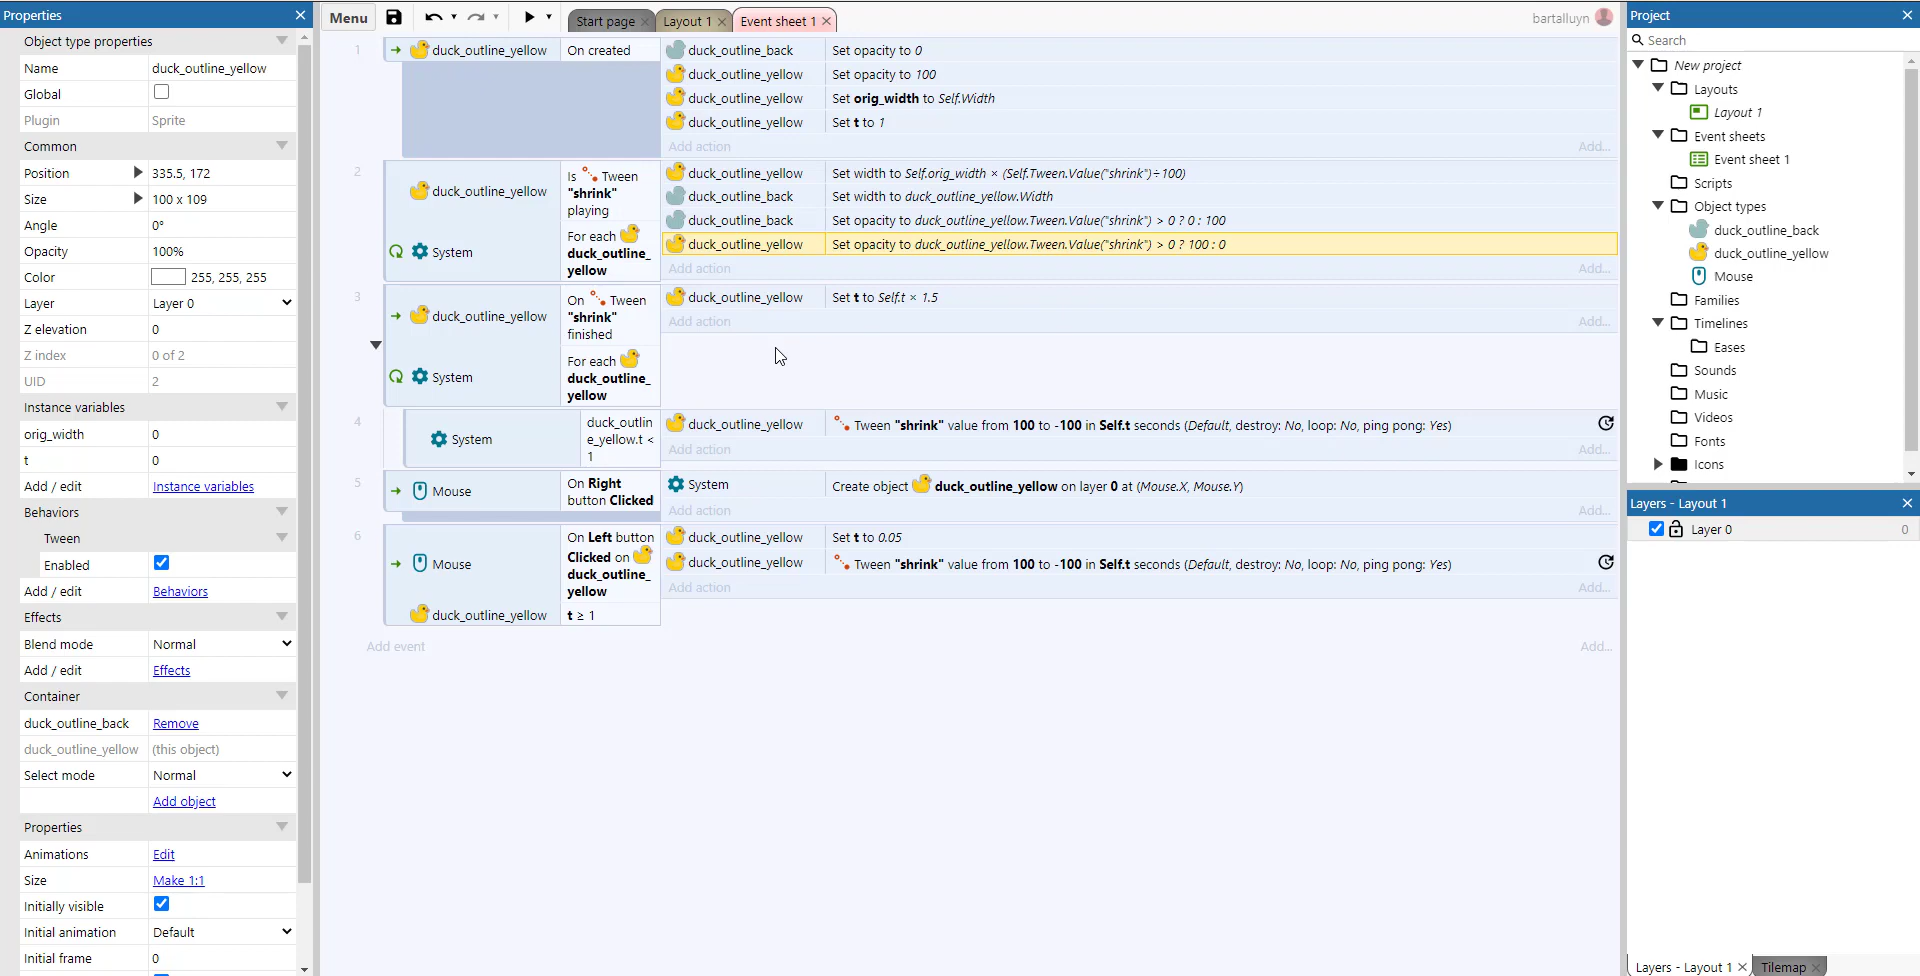 Properties
Menu
Start page
Layout 1
Event sheet 1
bartalluyn
Project
Object type properties
Name duck_outline_yellow
Global
Plugin Sprite
Common
Position 335.5, 172
Size 100 x 109
Angle 0°
Opacity 100%
Color 255, 255, 255
Layer Layer 0
Z elevation 0
Z index 0 of 2
UID 2
Instance variables
orig_width 0
t 0
Add / edit Instance variables
Behaviors
Tween
Enabled
Add / edit Behaviors
Effects
Blend mode Normal
Add / edit Effects
Container
duck_outline_back Remove
duck_outline_yellow (this object)
Select mode Normal
Add object
Properties
Animations Edit
Size Make 1:1
Initially visible
Initial animation Default
Initial frame 0
1 duck_outline_yellow On created
duck_outline_back Set opacity to 0
duck_outline_yellow Set opacity to 100
duck_outline_yellow Set orig_width to Self.Width
duck_outline_yellow Set t to 1
Add action Add...
2 duck_outline_yellow
Is Tween
"shrink"
playing
System
For each
duck_outline_
yellow
duck_outline_yellow Set width to Self.orig_width × (Self.Tween.Value("shrink")÷100)
duck_outline_back Set width to duck_outline_yellow.Width
duck_outline_back Set opacity to duck_outline_yellow.Tween.Value("shrink") > 0 ? 0 : 100
duck_outline_yellow Set opacity to duck_outline_yellow.Tween.Value("shrink") > 0 ? 100 : 0
Add action Add...
3 duck_outline_yellow
On Tween
"shrink"
finished
System
For each
duck_outline_
yellow
duck_outline_yellow Set t to Self.t × 1.5
Add action Add...
4 System
duck_outlin
e_yellow.t <
1
duck_outline_yellow Tween "shrink" value from 100 to -100 in Self.t seconds (Default, destroy: No, loop: No, ping pong: Yes)
Add action Add...
5 Mouse
On Right
button Clicked
System Create object duck_outline_yellow on layer 0 at (Mouse.X, Mouse.Y)
Add action Add...
6 Mouse
On Left button
Clicked on
duck_outline_
yellow
duck_outline_yellow t ≥ 1
duck_outline_yellow Set t to 0.05
duck_outline_yellow Tween "shrink" value from 100 to -100 in Self.t seconds (Default, destroy: No, loop: No, ping pong: Yes)
Add action Add...
Add event Add...
Search
New project
Layouts
Layout 1
Event sheets
Event sheet 1
Scripts
Object types
duck_outline_back
duck_outline_yellow
Mouse
Families
Timelines
Eases
Sounds
Music
Videos
Fonts
Icons
Layers - Layout 1
Layer 0 0
Layers - Layout 1
Tilemap